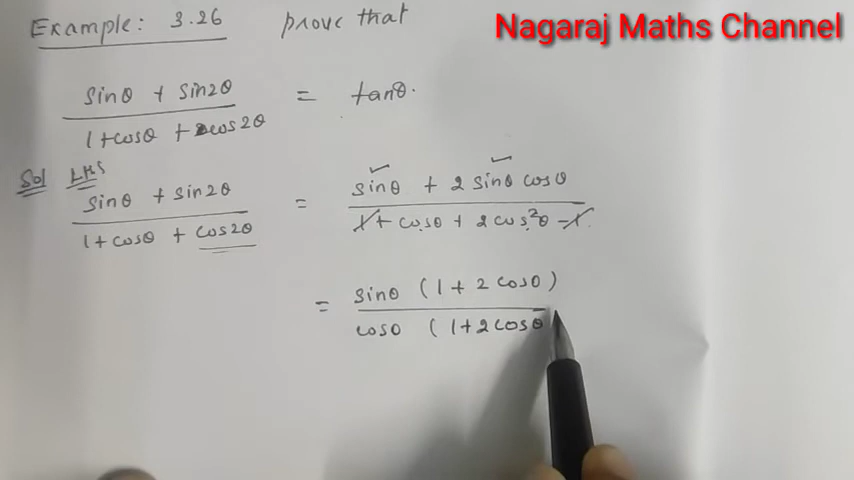 Example: 3.26 prove that
Nagaraj Maths Channel
sinθ + sin2θ / 1+cosθ + cos2θ = tanθ.
Sol LHS
sinθ + sin2θ / 1+cosθ + cos2θ = sinθ + 2 sinθ cosθ / 1+ cosθ + 2 cos²θ - 1
= sinθ (1 + 2 cosθ) / cosθ (1+2cosθ